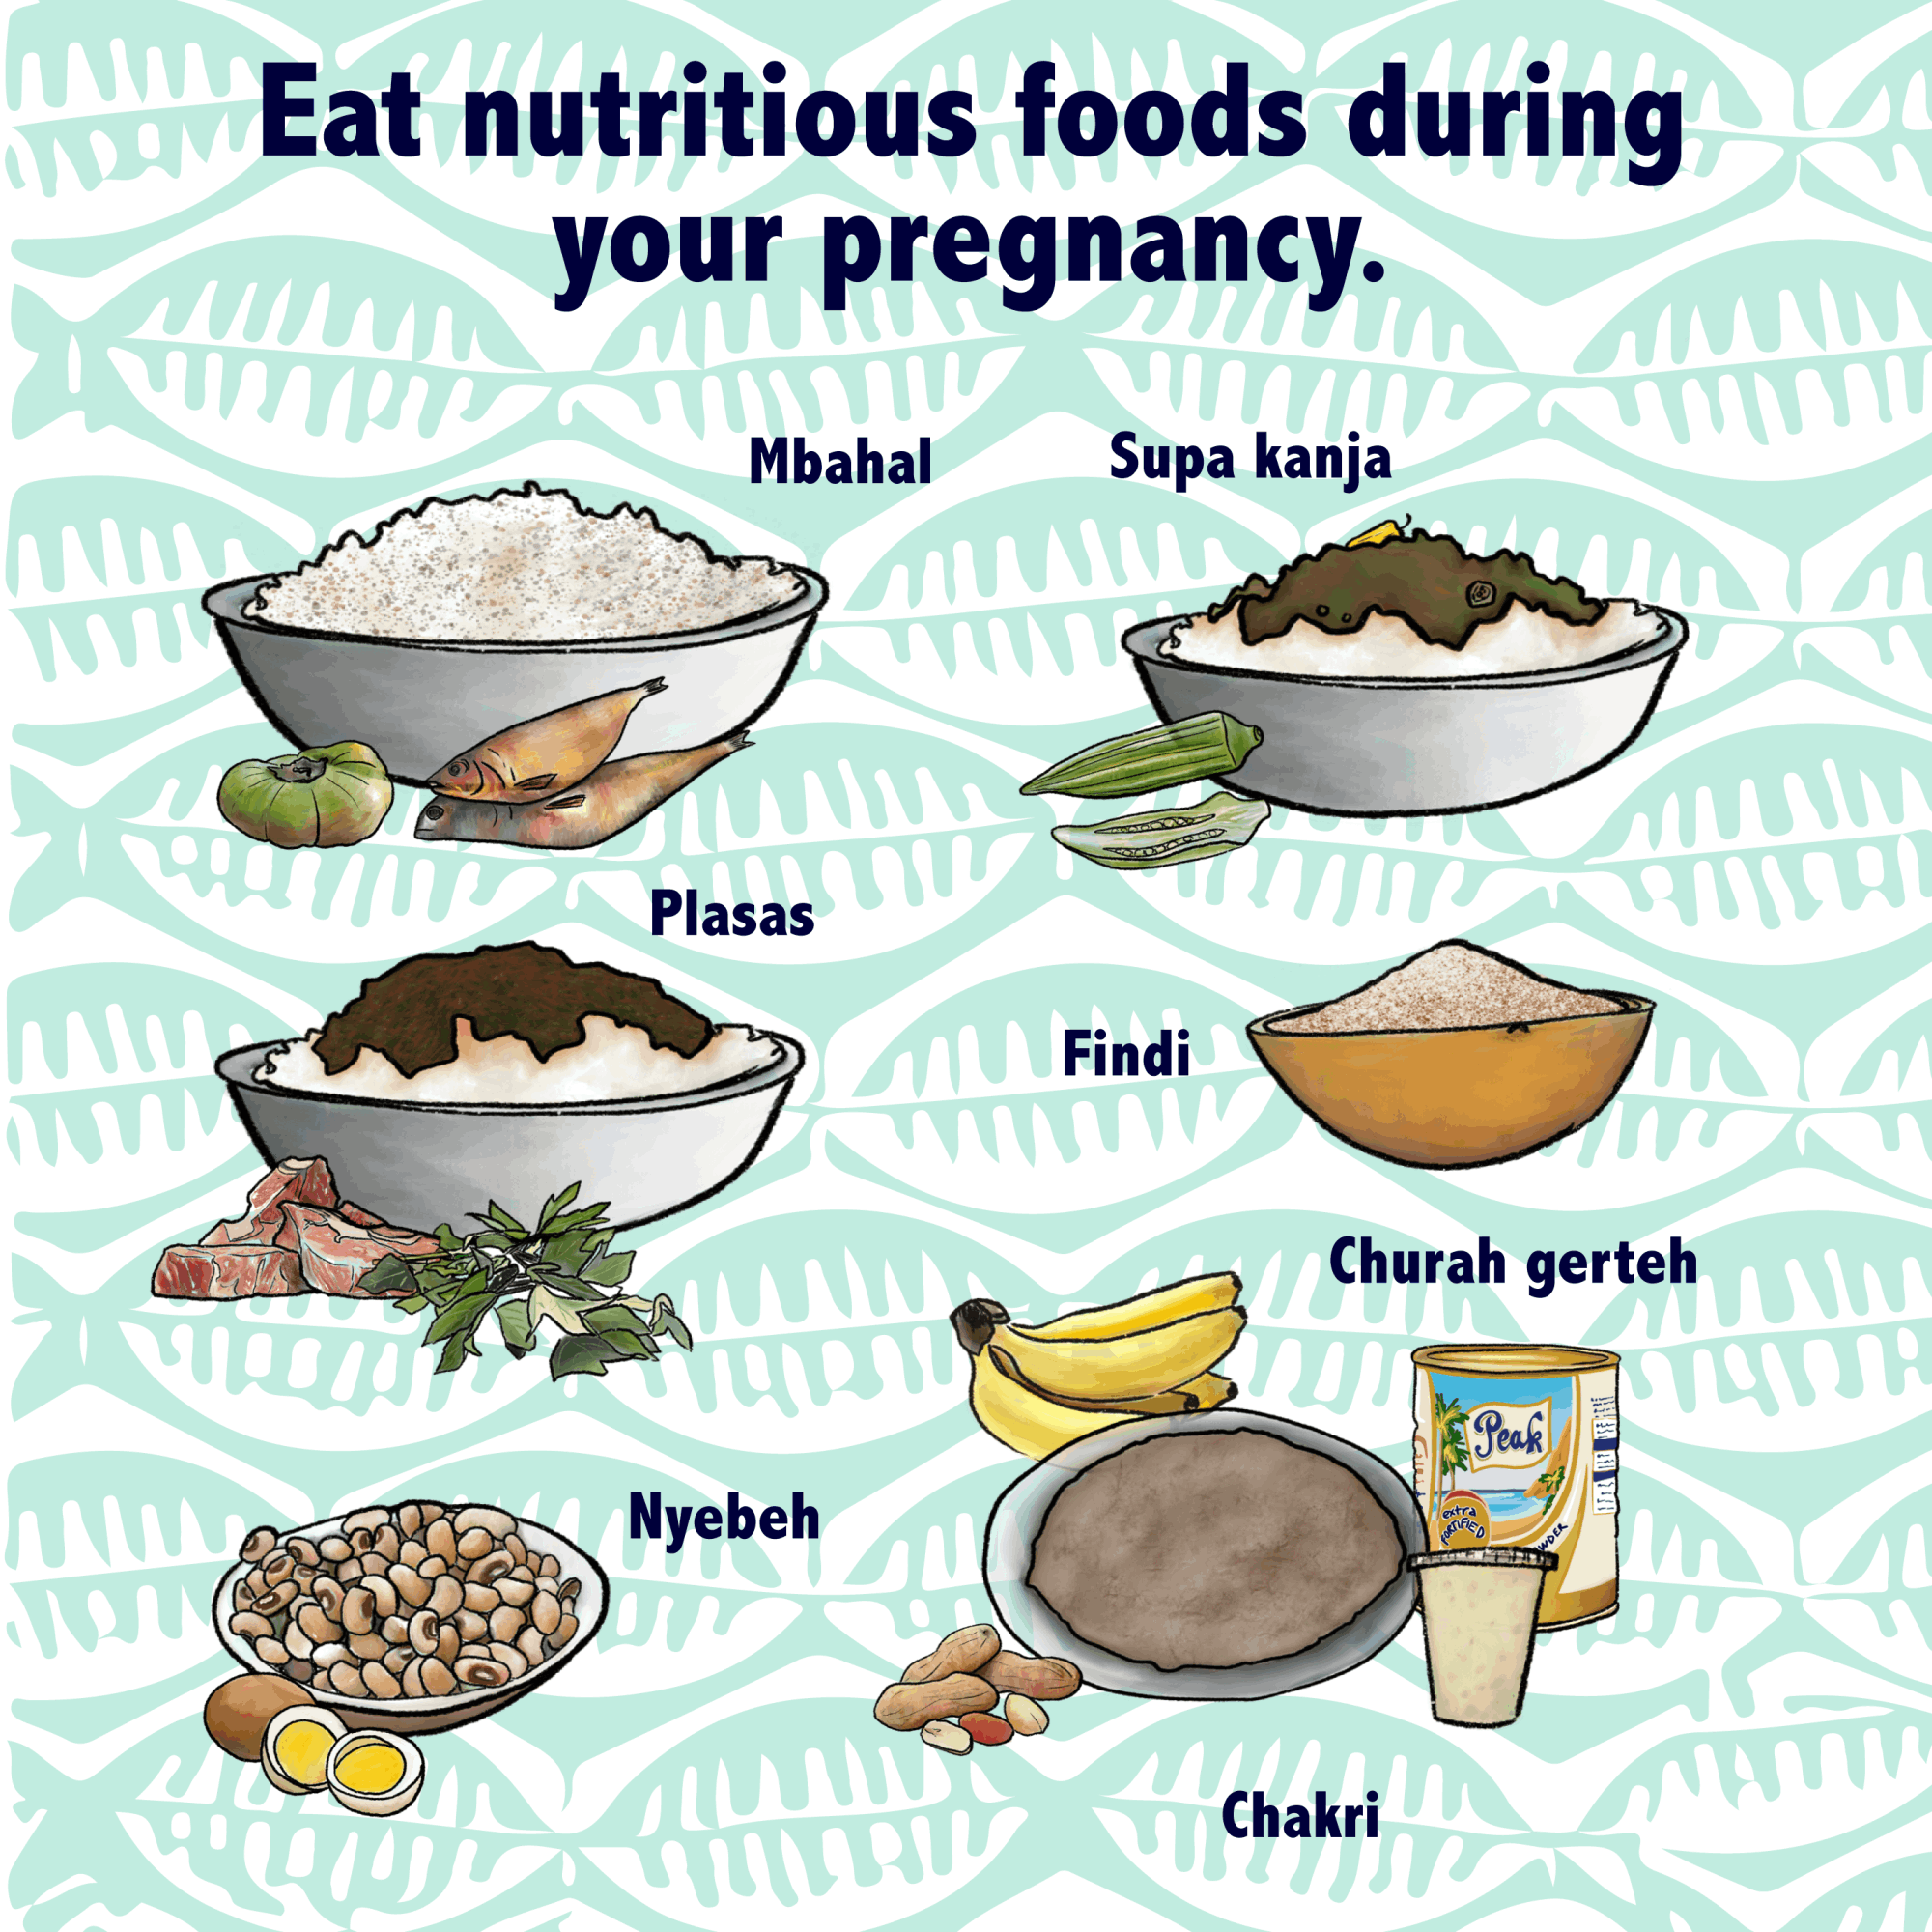 Eat nutritious foods during
your pregnancy.
Mbahal
Supa kanja
Plasas
Findi
Churah gerteh
Peak
extra
FORTIFIED
Nyebeh
Chakri